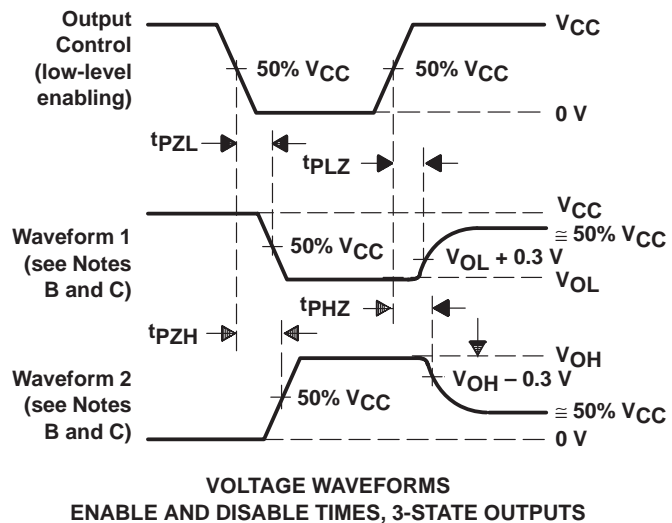 Output
Control
(low-level
enabling)
VCC
50% VCC
50% VCC
0 V
tPZL
tPLZ
VCC
≅ 50% VCC
Waveform 1
(see Notes
B and C)
50% VCC
VOL + 0.3 V
VOL
tPHZ
tPZH
VOH
Waveform 2
(see Notes
B and C)
50% VCC
VOH – 0.3 V
≅ 50% VCC
0 V
VOLTAGE WAVEFORMS
ENABLE AND DISABLE TIMES, 3-STATE OUTPUTS